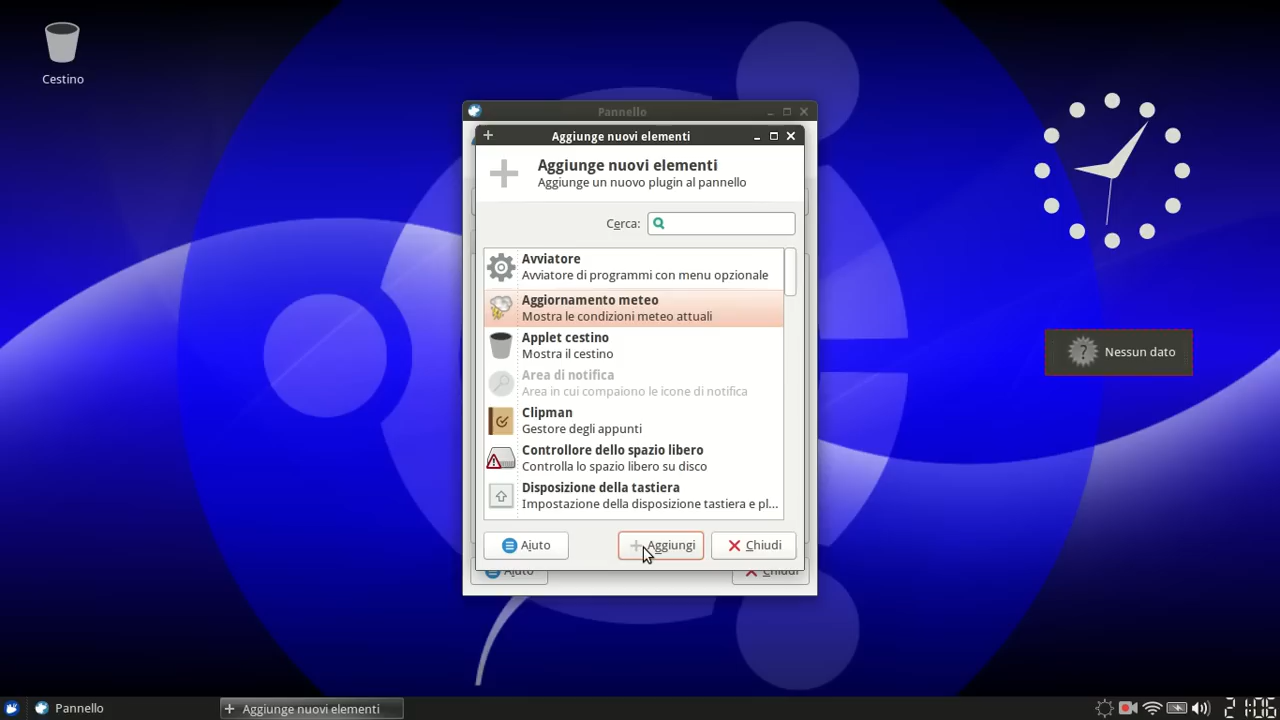 Cestino
Pannello
Aggiunge nuovi elementi
Aggiunge nuovi elementi
Aggiunge un nuovo plugin al pannello
Cerca:
Avviatore
Avviatore di programmi con menu opzionale
Aggiornamento meteo
Mostra le condizioni meteo attuali
Applet cestino
Mostra il cestino
Area di notifica
Area in cui compaiono le icone di notifica
Clipman
Gestore degli appunti
Controllore dello spazio libero
Controlla lo spazio libero su disco
Disposizione della tastiera
Impostazione della disposizione tastiera e pl...
Aiuto
Aggiungi
Chiudi
Aiuto
Chiudi
? Nessun dato
Pannello
Aggiunge nuovi elementi
21:06